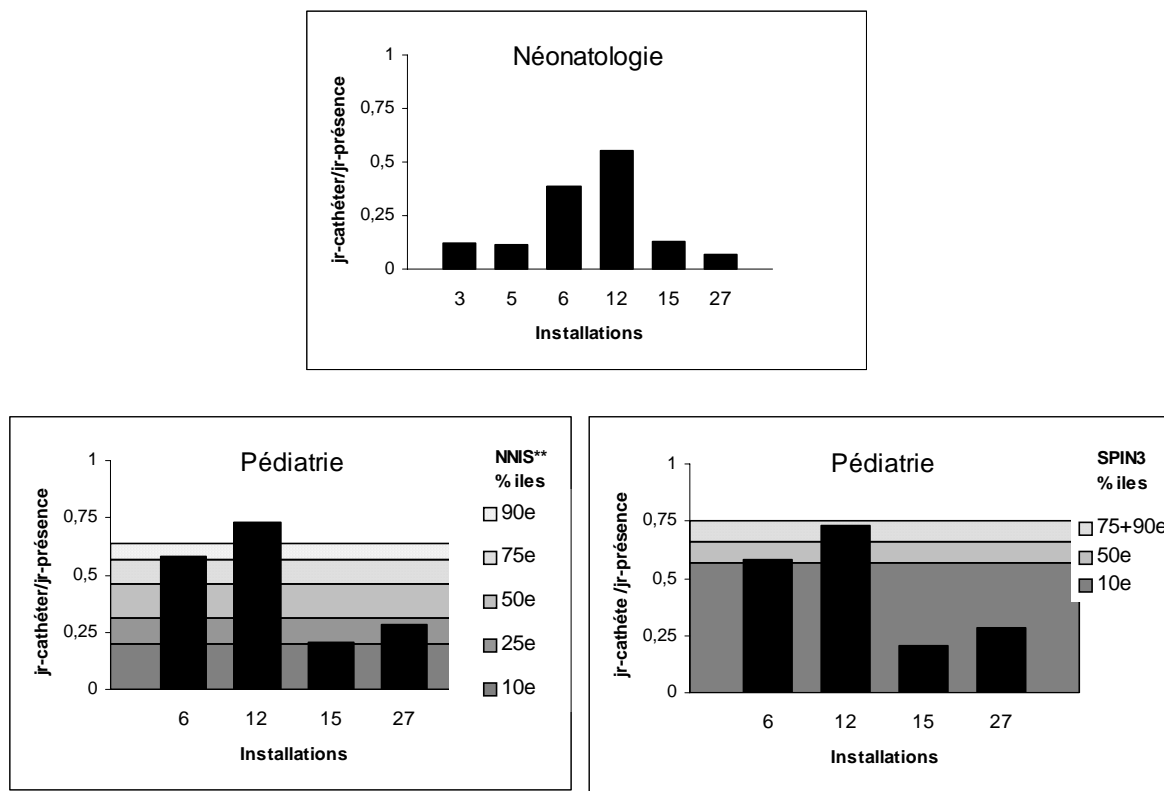 Néonatologie
1
0,75
0,5
0,25
0
jr-cathéter/jr-présence
3 5 6 12 15 27
Installations
Pédiatrie
NNIS**
% iles
1
0,75
0,5
0,25
0
jr-cathéter/jr-présence
90e
75e
50e
25e
10e
6 12 15 27
Installations
Pédiatrie
SPIN3
% iles
1
0,75
0,5
0,25
0
jr-cathéte /jr-présence
75+90e
50e
10e
6 12 15 27
Installations